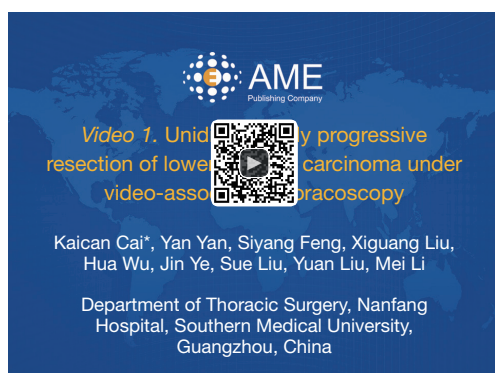 E AME
Publishing Company
Video 1. Unid y progressive
resection of lower carcinoma under
video-asso oracoscopy
Kaican Cai*, Yan Yan, Siyang Feng, Xiguang Liu,
Hua Wu, Jin Ye, Sue Liu, Yuan Liu, Mei Li
Department of Thoracic Surgery, Nanfang
Hospital, Southern Medical University,
Guangzhou, China